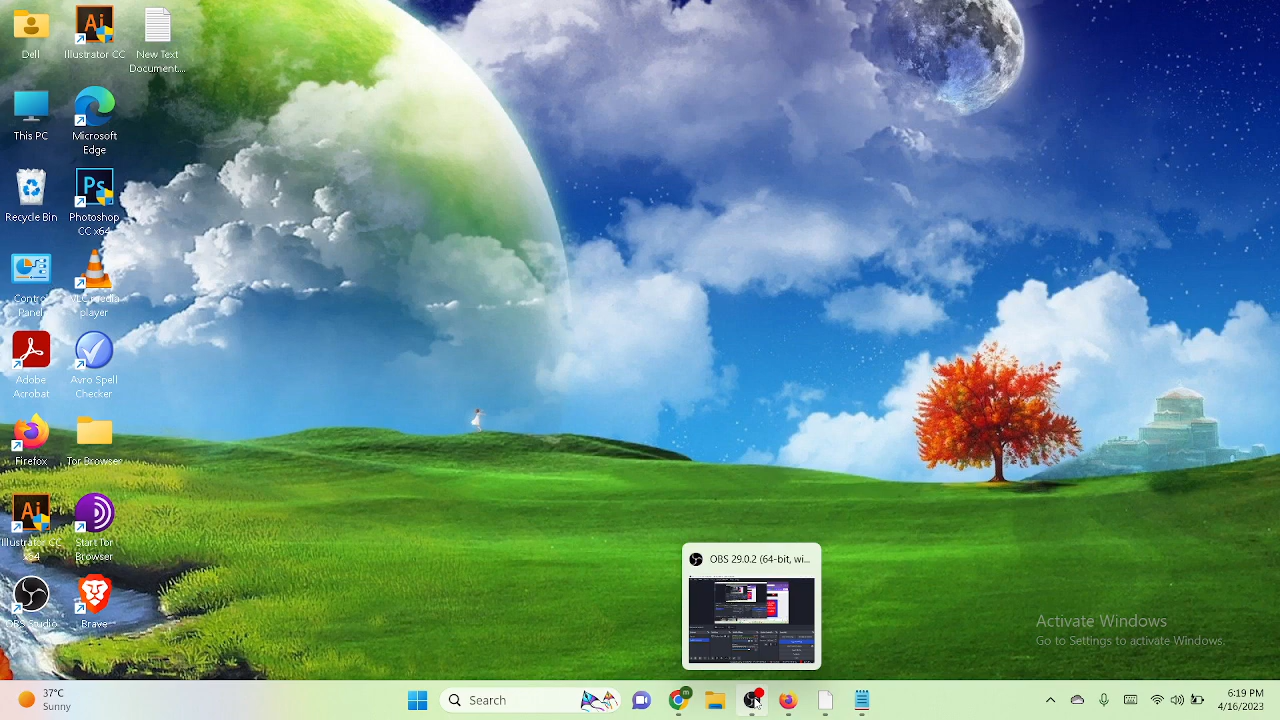 Dell
Illustrator CC
New Text
Document...
This PC
Microsoft
Edge
Recycle Bin
Photoshop
CC x64
Control
Panel
VLC media
player
Adobe
Acrobat
Avro Spell
Checker
Firefox
Tor Browser
Illustrator CC
x64
Start Tor
Browser
Brave
OBS 29.0.2 (64-bit, wi...
Activate Windows
Go to Settings to activate Windows.
37°C
Sunny
Search
6:19 PM
4/16/2023